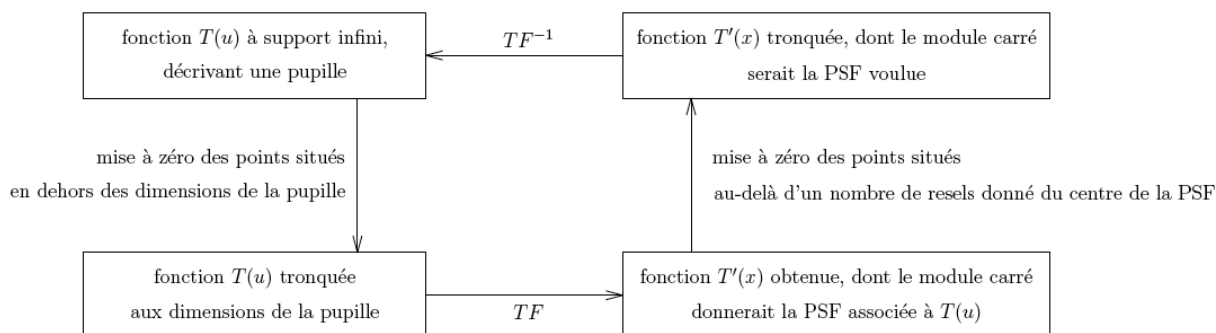 fonction T(u) à support infini,
décrivant une pupille
TF⁻¹
fonction T′(x) tronquée, dont le module carré
serait la PSF voulue
mise à zéro des points situés
en dehors des dimensions de la pupille
mise à zéro des points situés
au-delà d'un nombre de resels donné du centre de la PSF
fonction T(u) tronquée
aux dimensions de la pupille
TF
fonction T′(x) obtenue, dont le module carré
donnerait la PSF associée à T(u)